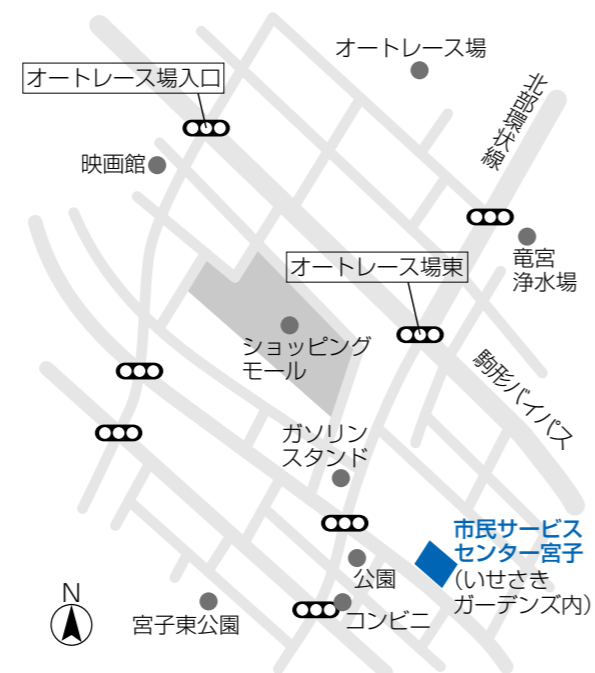 オートレース場
オートレース場入口
北部環状線
映画館
竜宮
浄水場
オートレース場東
ショッピング
モール
駒形バイパス
ガソリン
スタンド
市民サービス
センター宮子
(いせさき
ガーデンズ内)
公園
N
宮子東公園
コンビニ